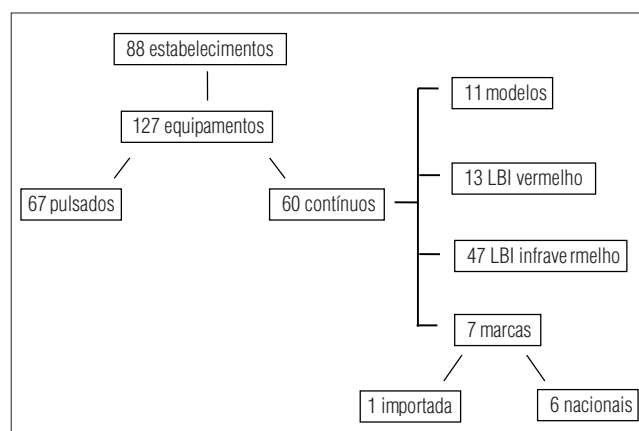 88 estabelecimentos
127 equipamentos
67 pulsados
60 contínuos
11 modelos
13 LBI vermelho
47 LBI infrave rmelho
7 marcas
1 importada
6 nacionais